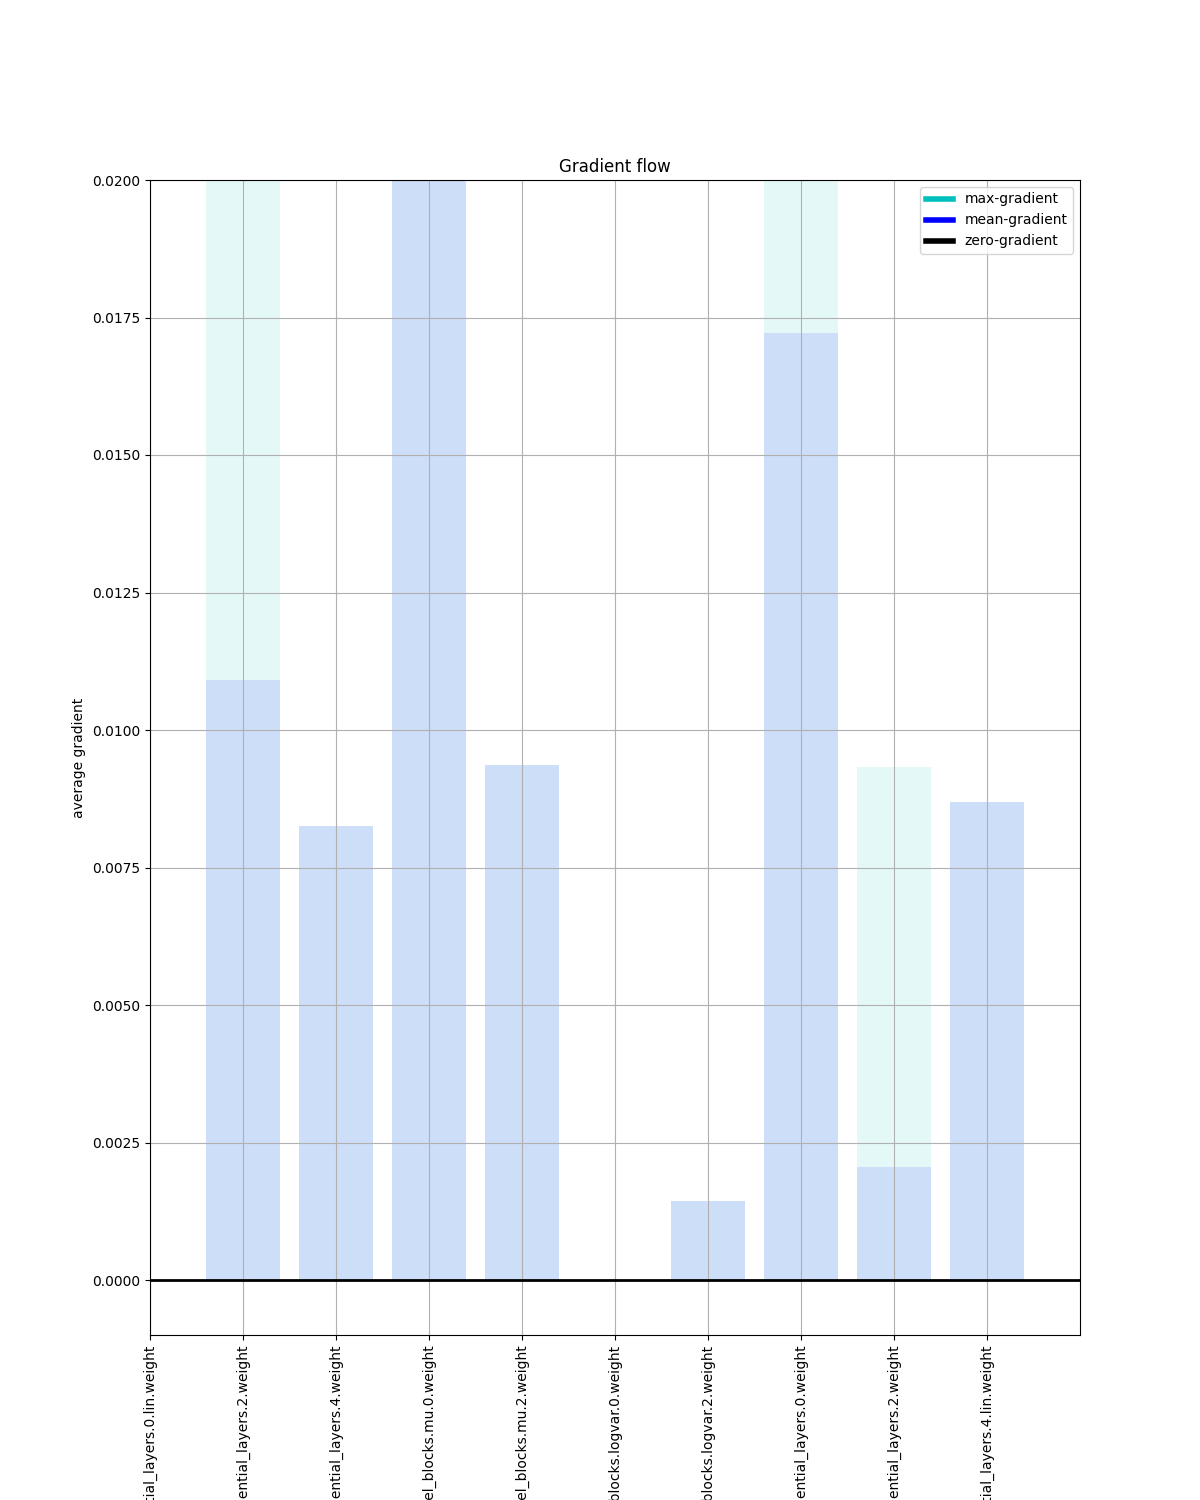 Gradient flow
max-gradient
mean-gradient
zero-gradient
0.0200
0.0175
0.0150
0.0125
0.0100
0.0075
0.0050
0.0025
0.0000
average gradient
tial_layers.0.lin.weight
ential_layers.2.weight
ential_layers.4.weight
el_blocks.mu.0.weight
el_blocks.mu.2.weight
blocks.logvar.0.weight
blocks.logvar.2.weight
ential_layers.0.weight
ential_layers.2.weight
tial_layers.4.lin.weight